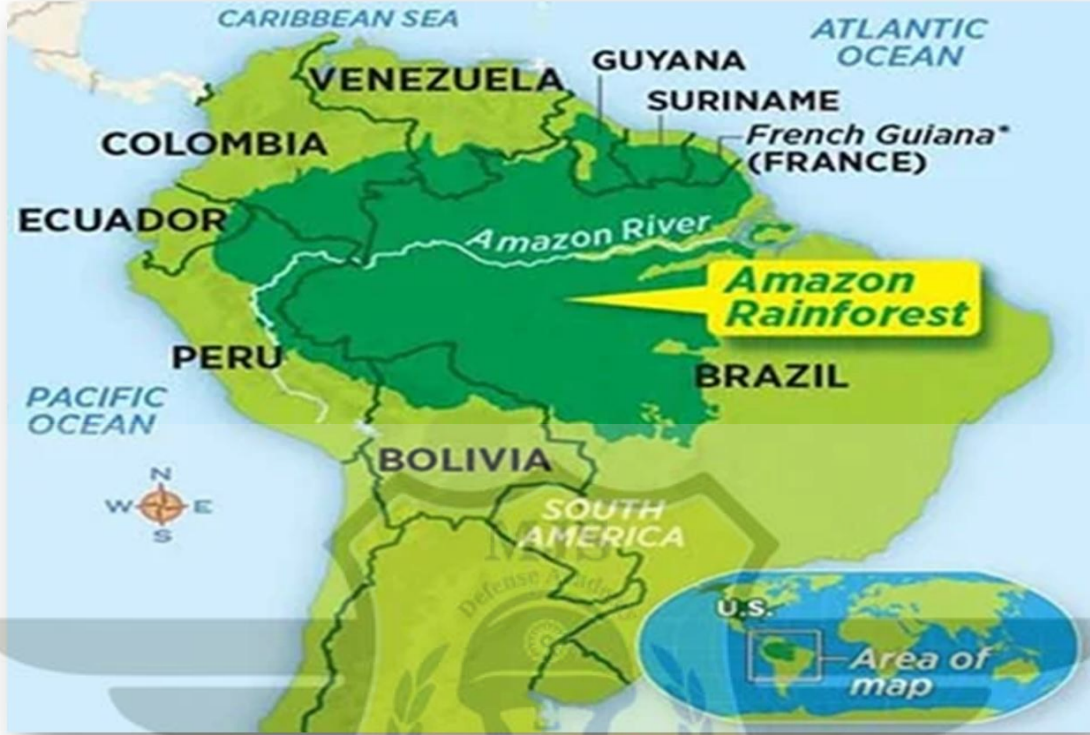 CARIBBEAN SEA
ATLANTIC
OCEAN
GUYANA
VENEZUELA
SURINAME
COLOMBIA
French Guiana*
(FRANCE)
ECUADOR
Amazon River
Amazon
Rainforest
PERU
BRAZIL
PACIFIC
OCEAN
BOLIVIA
N
W E
S
SOUTH
AMERICA
U.S.
Area of
map